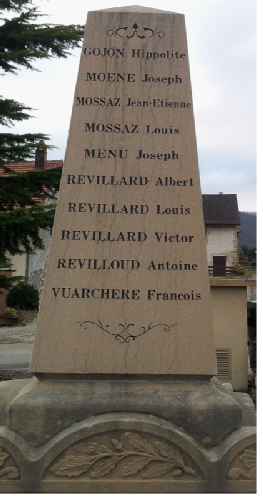 GOJON Hippolite
MOENE Joseph
MOSSAZ Jean-Etienne
MOSSAZ Louis
MENU Joseph
REVILLARD Albert
REVILLARD Louis
REVILLARD Victor
REVILLOUD Antoine
VUARCHERE Francois